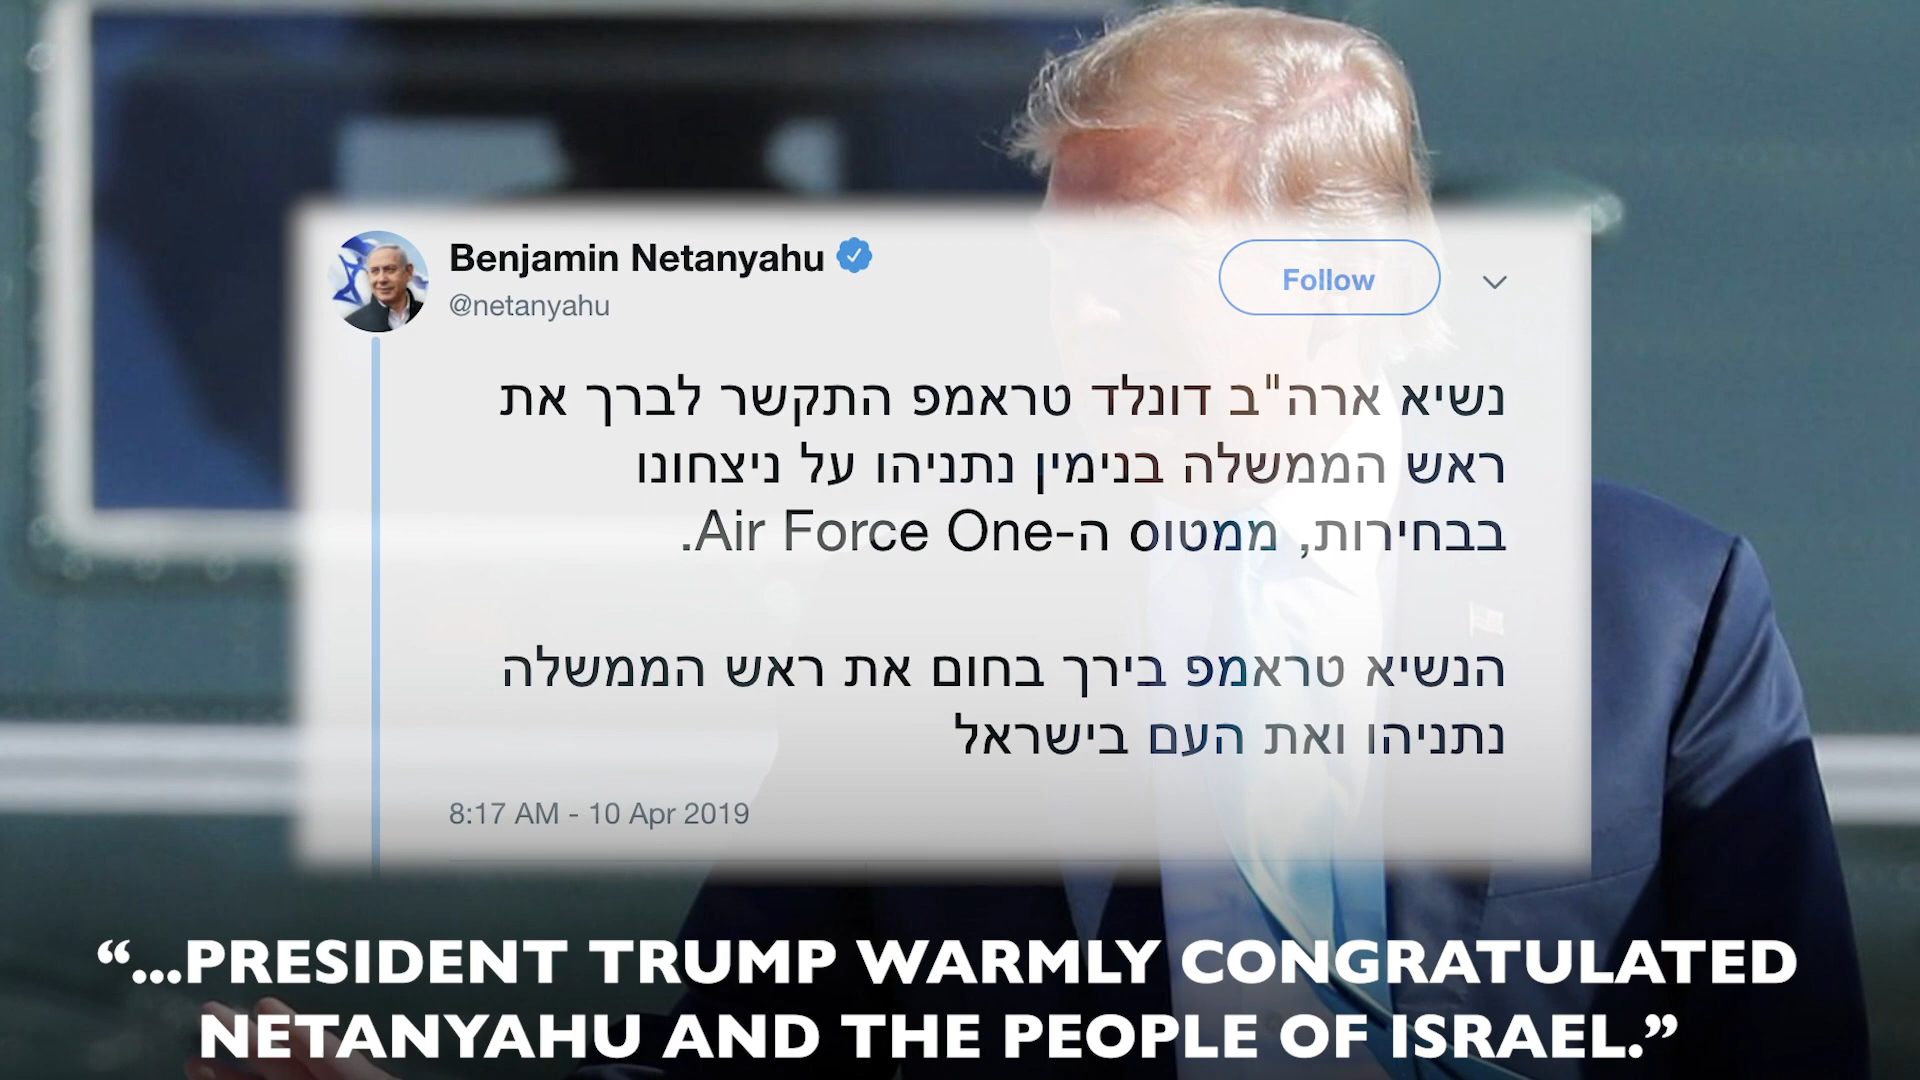 Benjamin Netanyahu
@netanyahu
Follow
נשיא ארה"ב דונלד טראמפ התקשר לברך את
ראש הממשלה בנימין נתניהו על ניצחונו
בבחירות, ממטוס ה-Air Force One.
הנשיא טראמפ בירך בחום את ראש הממשלה
נתניהו ואת העם בישראל
8:17 AM - 10 Apr 2019
“...PRESIDENT TRUMP WARMLY CONGRATULATED
NETANYAHU AND THE PEOPLE OF ISRAEL.”